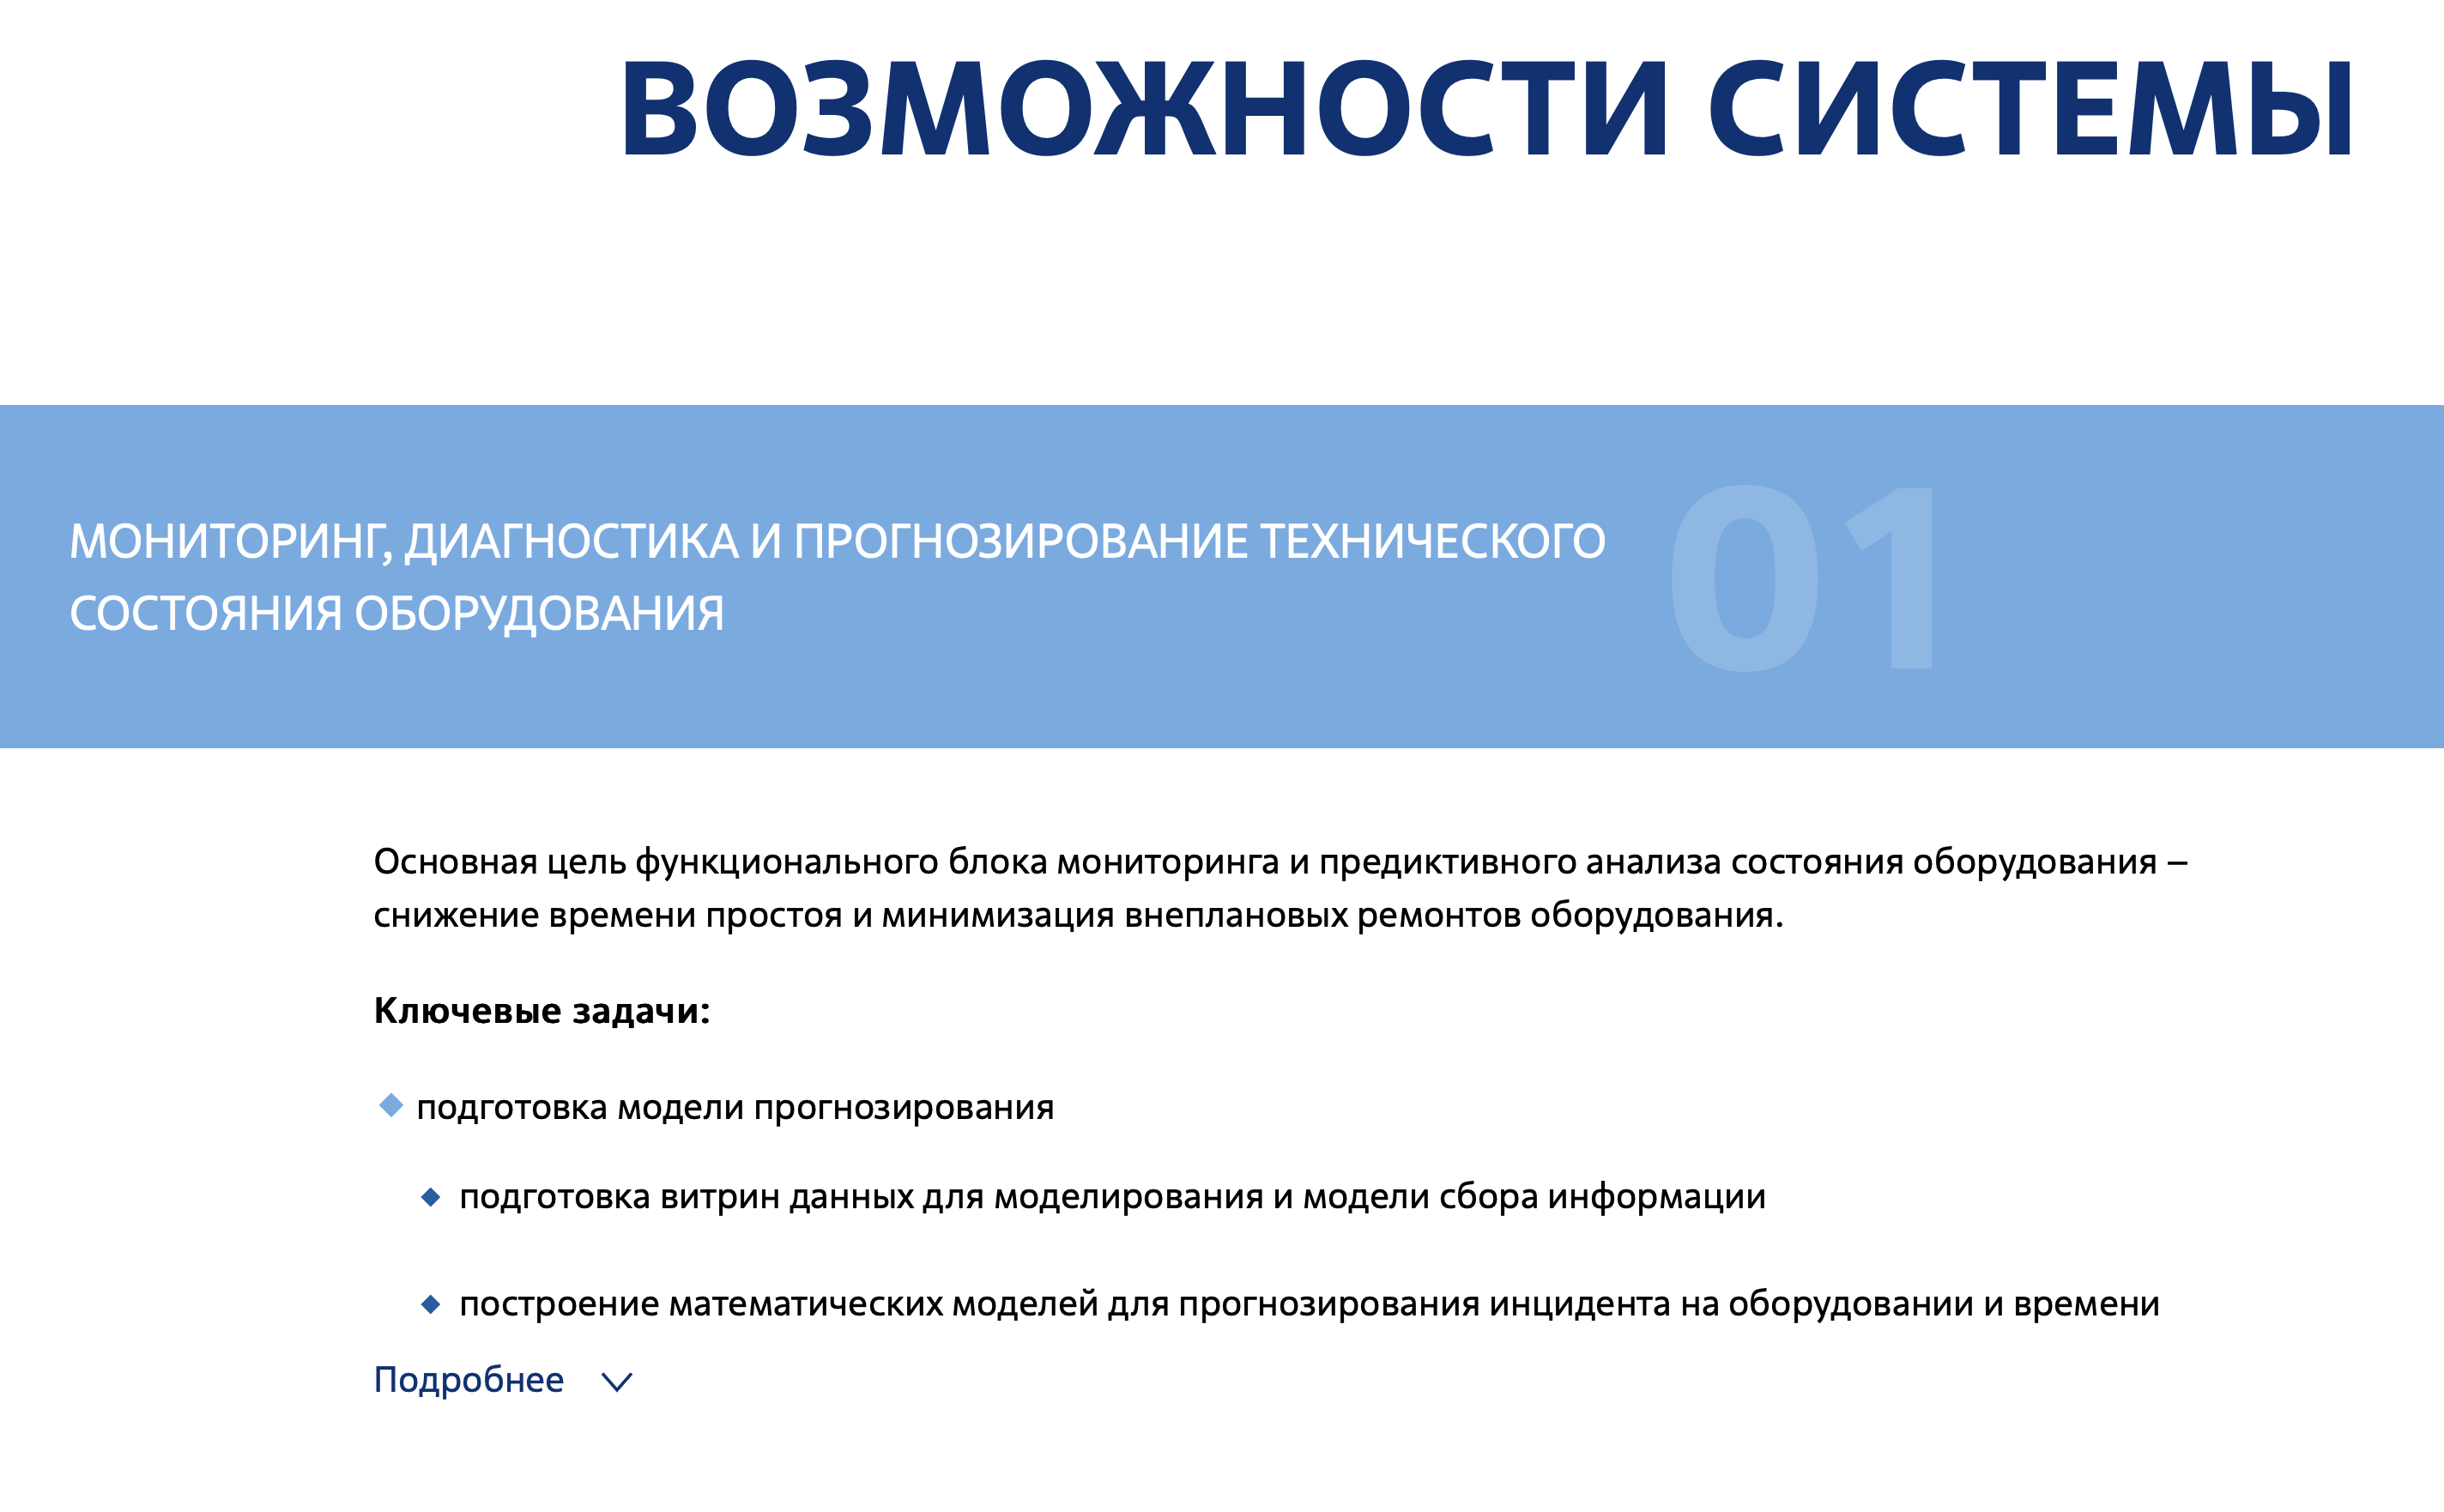 ВОЗМОЖНОСТИ СИСТЕМЫ
МОНИТОРИНГ, ДИАГНОСТИКА И ПРОГНОЗИРОВАНИЕ ТЕХНИЧЕСКОГО
СОСТОЯНИЯ ОБОРУДОВАНИЯ
01
Основная цель функционального блока мониторинга и предиктивного анализа состояния оборудования –
снижение времени простоя и минимизация внеплановых ремонтов оборудования.
Ключевые задачи:
подготовка модели прогнозирования
подготовка витрин данных для моделирования и модели сбора информации
построение математических моделей для прогнозирования инцидента на оборудовании и времени
Подробнее